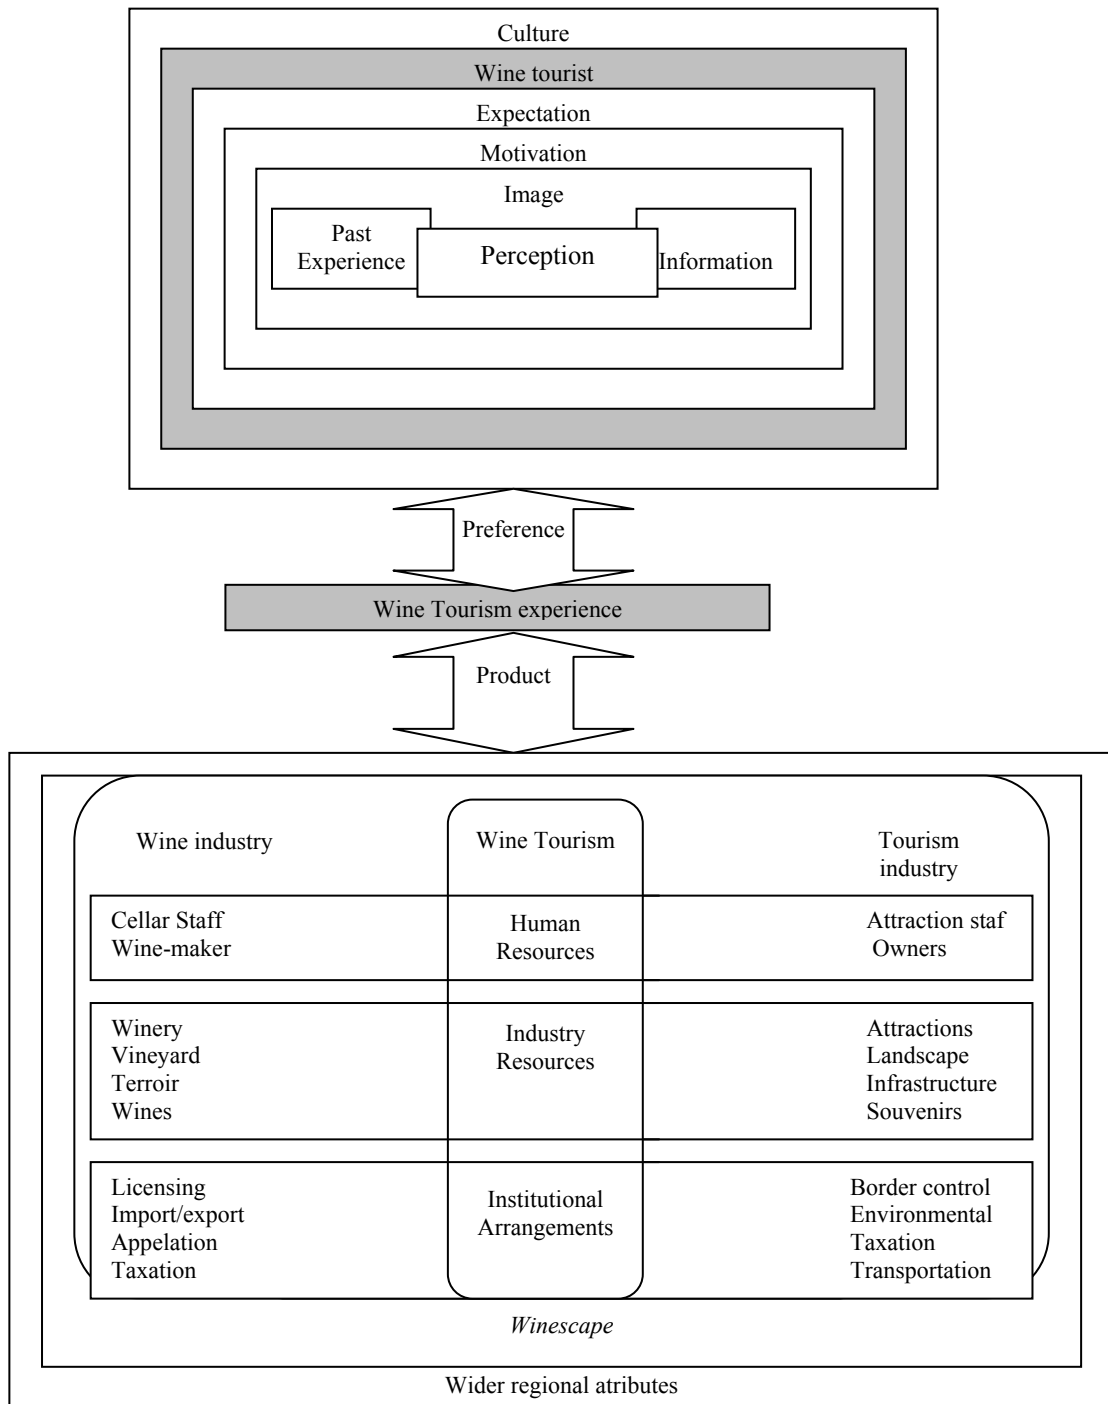 Culture
Wine tourist
Expectation
Motivation
Image
Past
Experience
Perception
Information
Preference
Wine Tourism experience
Product
Wine industry
Wine Tourism
Tourism
industry
Cellar Staff
Wine-maker
Human
Resources
Attraction staf
Owners
Winery
Vineyard
Terroir
Wines
Industry
Resources
Attractions
Landscape
Infrastructure
Souvenirs
Licensing
Import/export
Appelation
Taxation
Institutional
Arrangements
Border control
Environmental
Taxation
Transportation
Winescape
Wider regional atributes